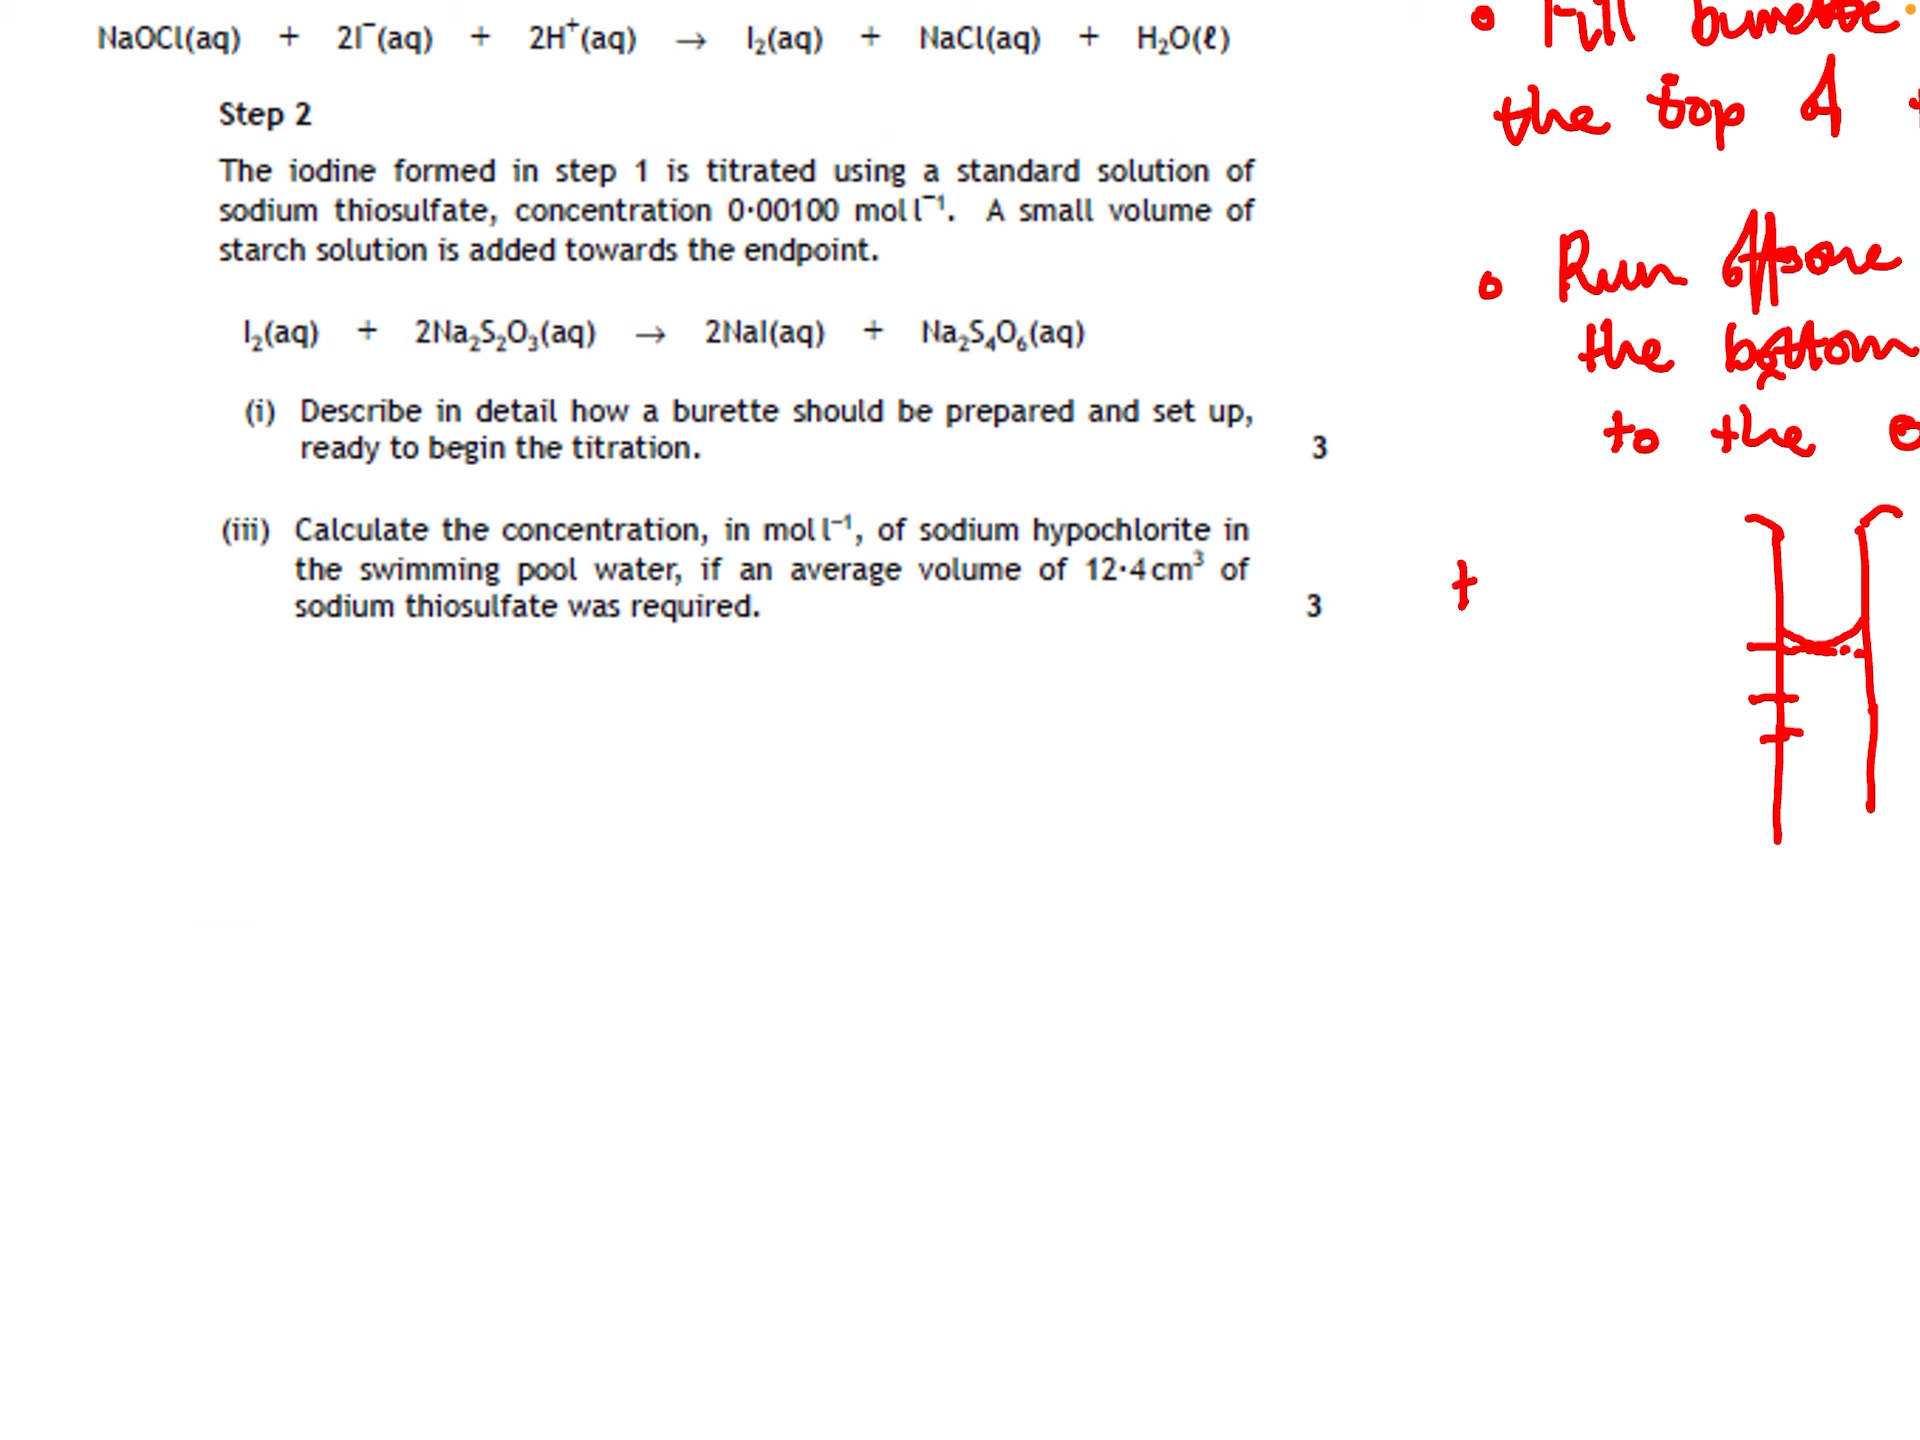 NaOCl(aq) + 2I⁻(aq) + 2H⁺(aq) → I₂(aq) + NaCl(aq) + H₂O(ℓ)
Step 2
The iodine formed in step 1 is titrated using a standard solution of
sodium thiosulfate, concentration 0·00100 mol l⁻¹. A small volume of
starch solution is added towards the endpoint.
I₂(aq) + 2Na₂S₂O₃(aq) → 2NaI(aq) + Na₂S₄O₆(aq)
(i) Describe in detail how a burette should be prepared and set up,
ready to begin the titration. 3
(iii) Calculate the concentration, in mol l⁻¹, of sodium hypochlorite in
the swimming pool water, if an average volume of 12·4 cm³ of
sodium thiosulfate was required. 3
• Fill burette
the top
• Run some
the bottom
to the